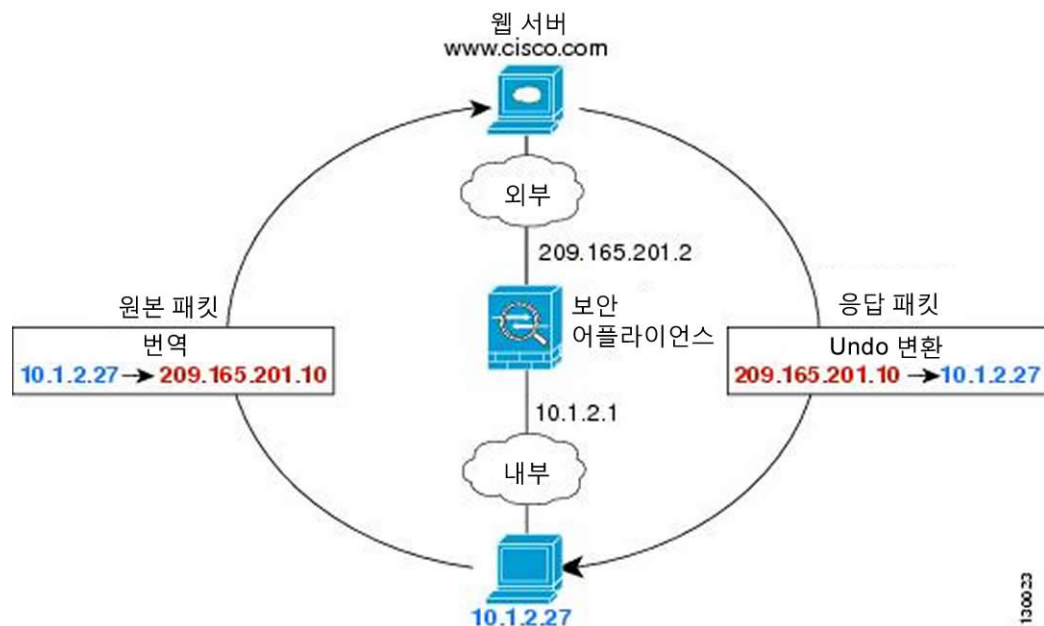 웹 서버
www.cisco.com
외부
209.165.201.2
원본 패킷
번역
10.1.2.27 → 209.165.201.10
보안
어플라이언스
응답 패킷
Undo 변환
209.165.201.10 → 10.1.2.27
10.1.2.1
내부
10.1.2.27
130023